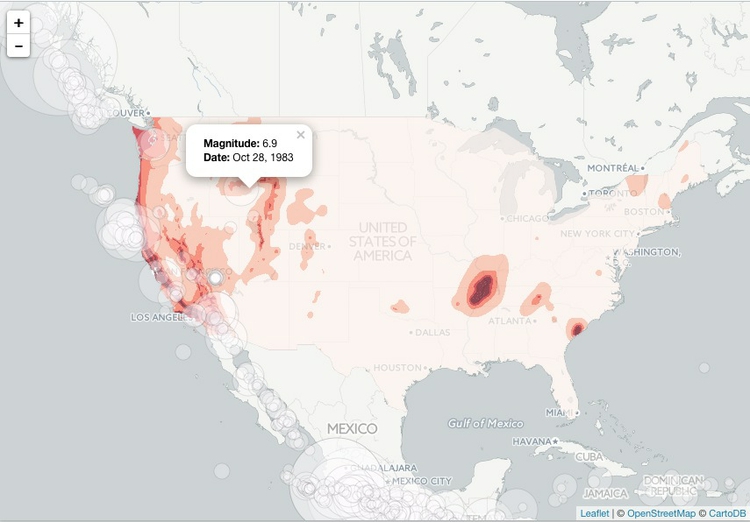 +
−
OUVER
×
Magnitude: 6.9
Date: Oct 28, 1983
MONTRÉAL
TORONTO
CHICAGO
BOSTON
NEW YORK CITY
UNITED
STATES OF
AMERICA
DENVER
WASHINGTON,
LOS ANGELES
ATLANTA
DALLAS
HOUSTON
MIAMI
Gulf of Mexico
MEXICO
HAVANA
CUBA
GUADALAJARA
MEXICO CITY
DOMINICAN
REPUBLIC
JAMAICA
Leaflet | © OpenStreetMap © CartoDB